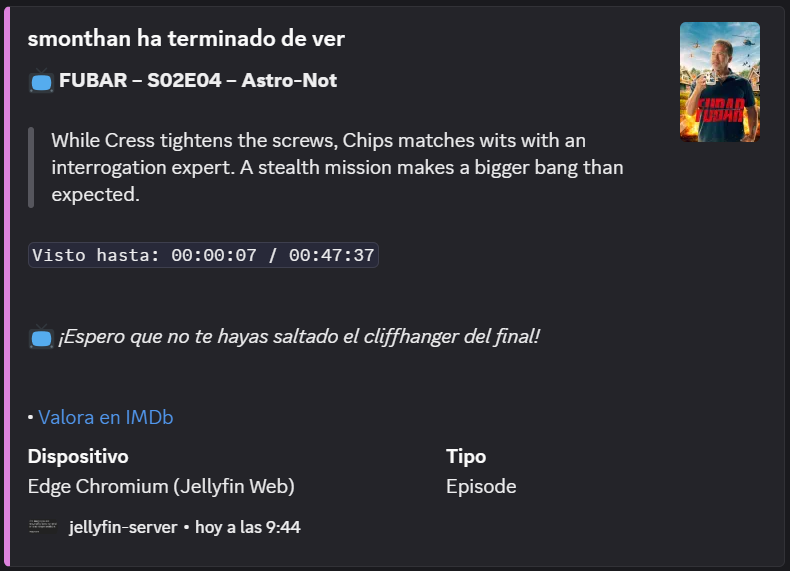 smonthan ha terminado de ver
FUBAR – S02E04 – Astro-Not
FUBAR
While Cress tightens the screws, Chips matches wits with an
interrogation expert. A stealth mission makes a bigger bang than
expected.
Visto hasta: 00:00:07 / 00:47:37
¡Espero que no te hayas saltado el cliffhanger del final!
• Valora en IMDb
Dispositivo
Edge Chromium (Jellyfin Web)
Tipo
Episode
jellyfin-server • hoy a las 9:44